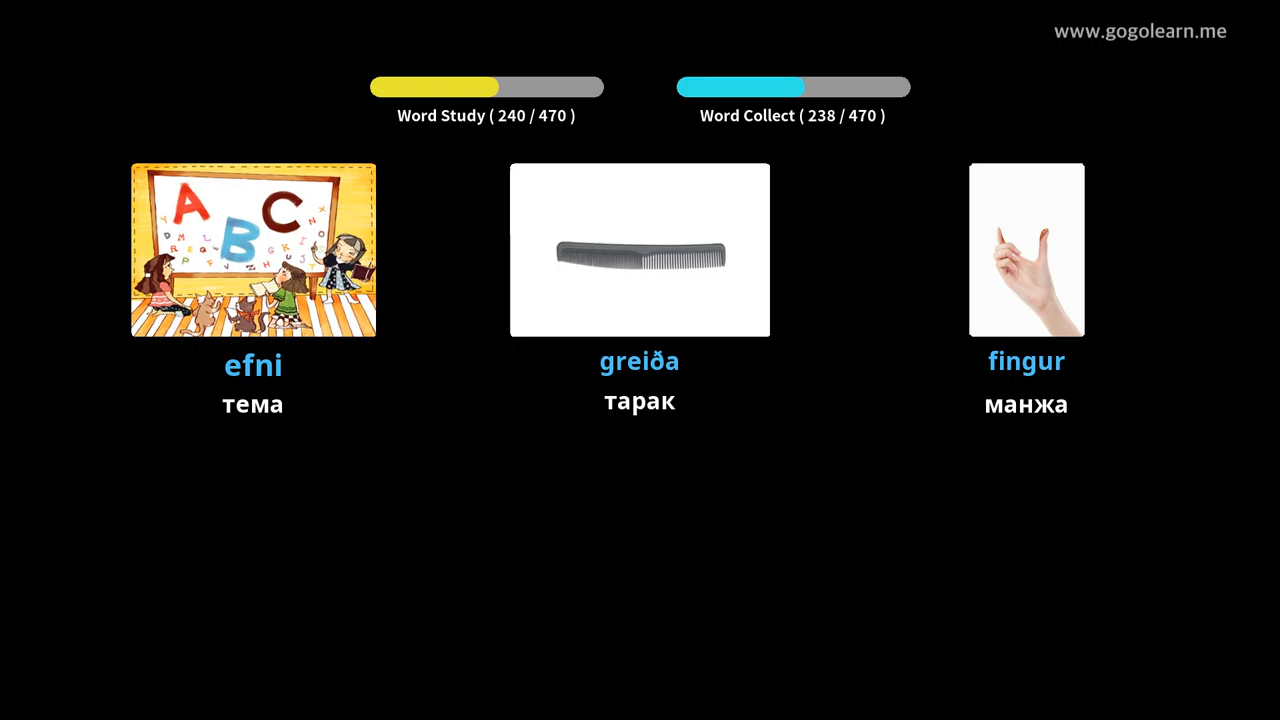 www.gogolearn.me
Word Study ( 240 / 470 )
Word Collect ( 238 / 470 )
A B C
efni
greiða
fingur
тема
тарак
манжа